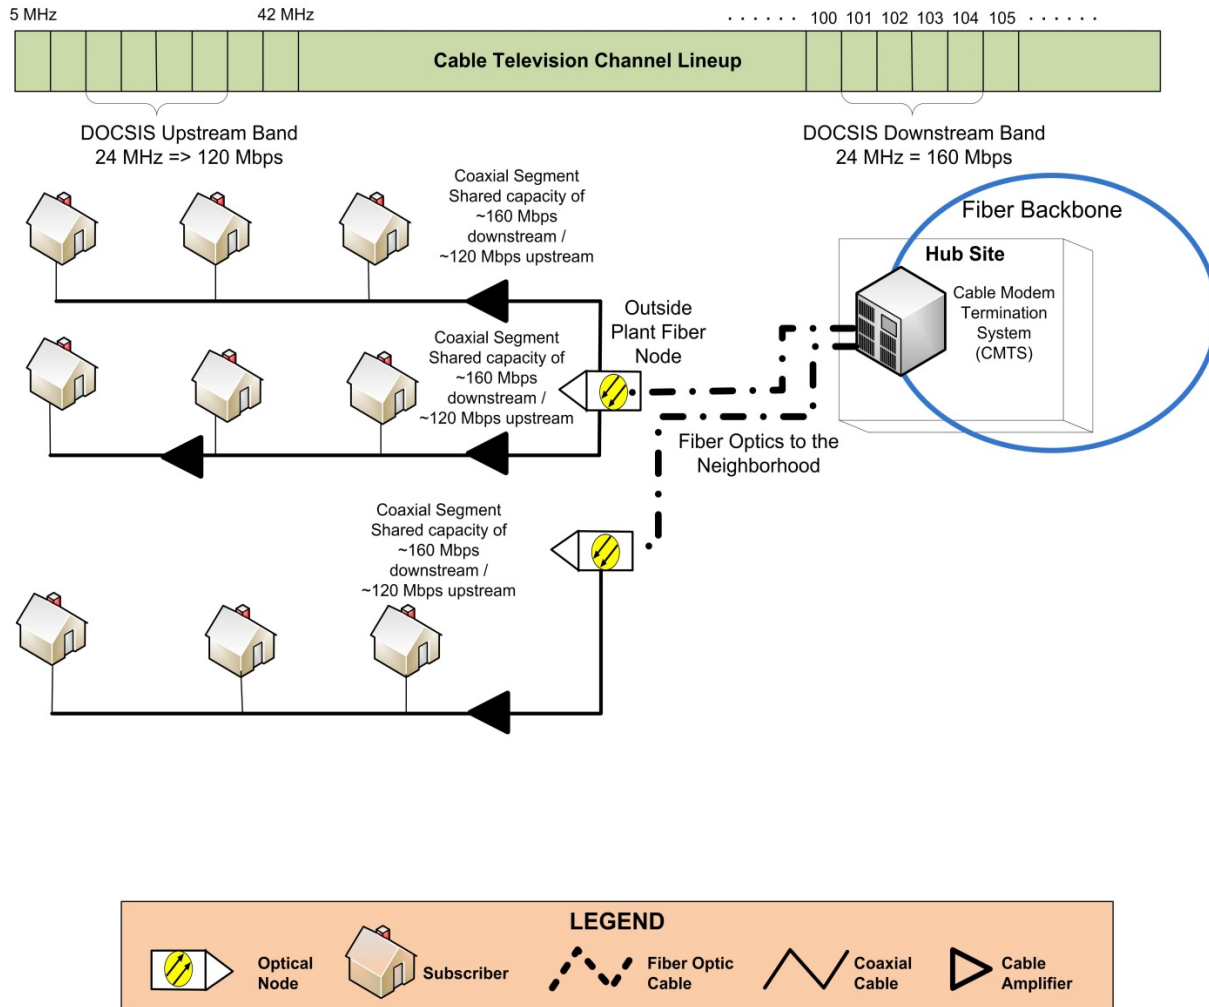 5 MHz
42 MHz
. . . . . . 100 101 102 103 104 105 . . . . . .
Cable Television Channel Lineup
DOCSIS Upstream Band
24 MHz => 120 Mbps
DOCSIS Downstream Band
24 MHz = 160 Mbps
Coaxial Segment
Shared capacity of
~160 Mbps
downstream /
~120 Mbps upstream
Fiber Backbone
Hub Site
Cable Modem
Termination
System
(CMTS)
Outside
Plant Fiber
Node
Coaxial Segment
Shared capacity of
~160 Mbps
downstream /
~120 Mbps upstream
Fiber Optics to the
Neighborhood
Coaxial Segment
Shared capacity of
~160 Mbps
downstream /
~120 Mbps upstream
LEGEND
Optical
Node
Subscriber
Fiber Optic
Cable
Coaxial
Cable
Cable
Amplifier